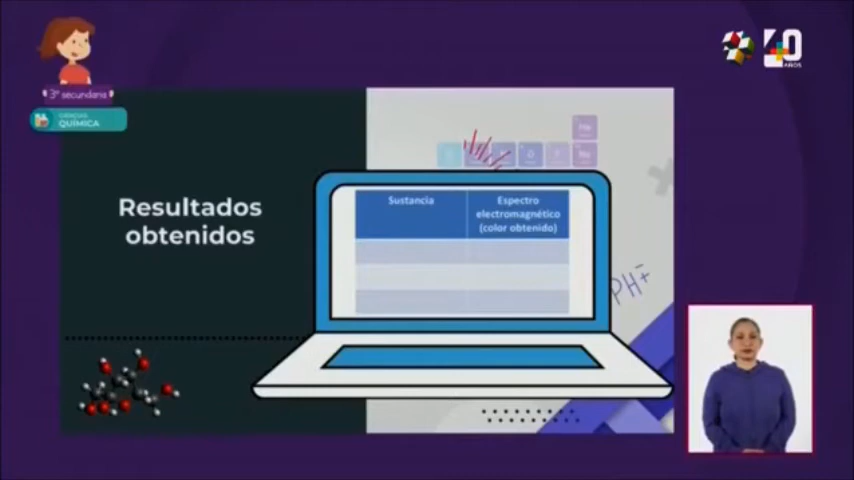 40
AÑOS
3° secundaria
CIENCIAS
QUÍMICA
Resultados
obtenidos
Sustancia
Espectro
electromagnético
(color obtenido)
PH±